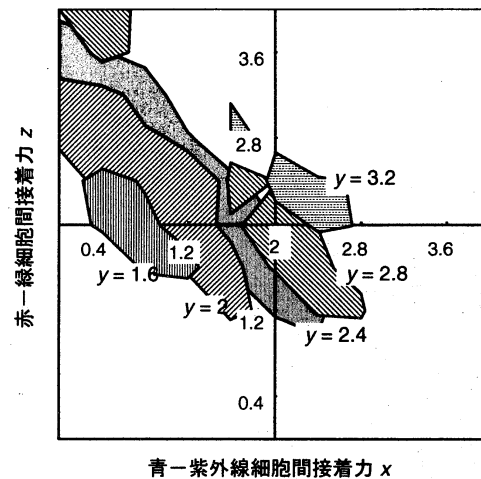 3.6
2.8
y = 3.2
0.4
1.2
2
2.8
3.6
y = 1.6
y = 2
1.2
y = 2.8
y = 2.4
0.4
赤ー緑細胞間接着力 z
青ー紫外線細胞間接着力 x